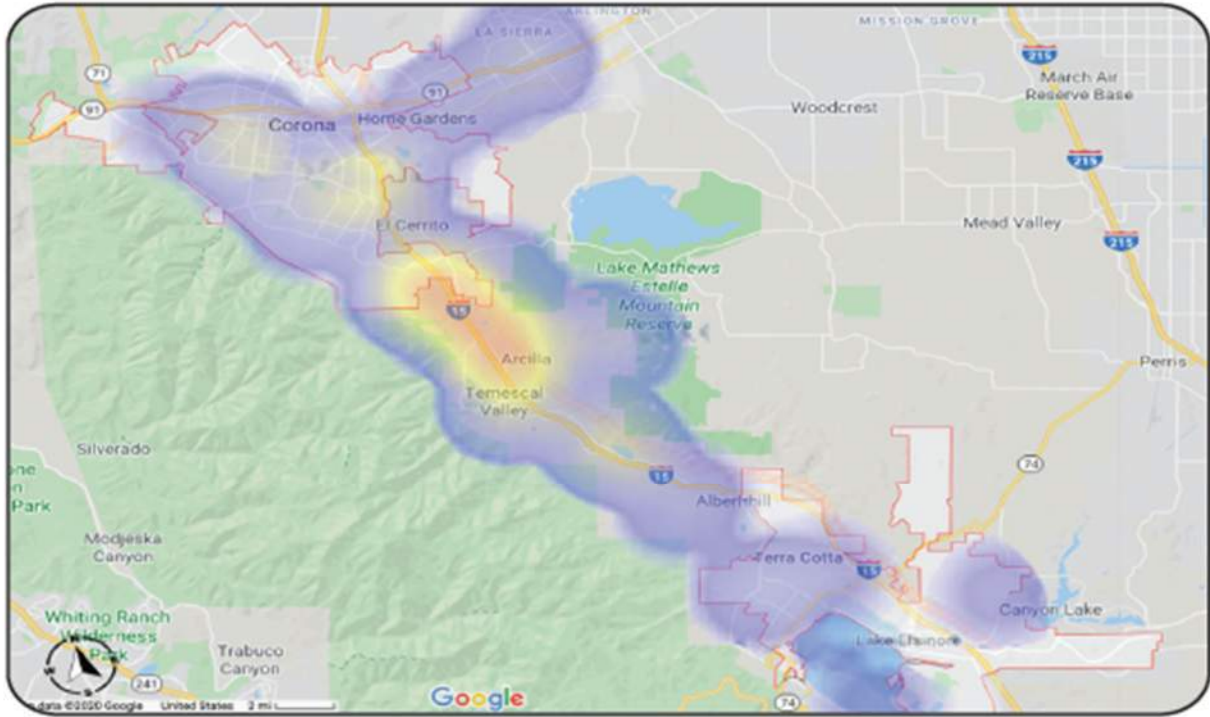 ARLINGTON
LA SIERRA
MISSION GROVE
215
71
March Air
Reserve Base
91
91
Woodcrest
Corona
Home Gardens
215
El Cerrito
Mead Valley
215
Lake Mathews
Estelle
Mountain
Reserve
15
Arcilla
Perris
Temescal
Valley
Silverado
74
15
Park
Alberhill
Modjeska
Canyon
Terra Cotta
15
Canyon Lake
Whiting Ranch
Wilderness
Park
Lake Elsinore
Trabuco
Canyon
241
Google
74
data ©2020 Google United States 2 mi